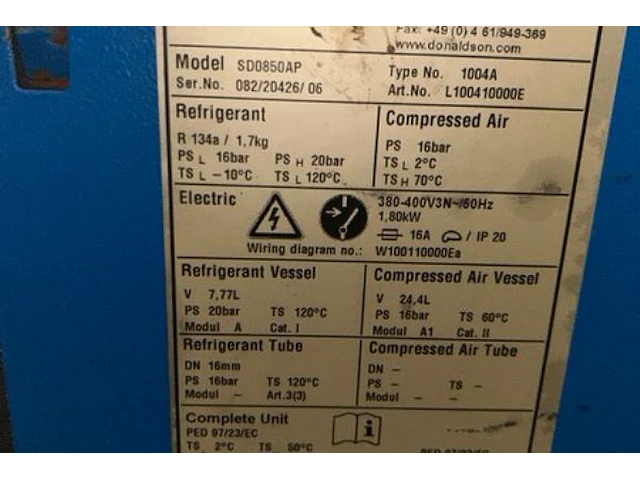 Fax: +49 (0) 4 61/949-369
www.donaldson.com
Model SD0850AP
Ser.No. 082/20426/ 06
Type No. 1004A
Art.No. L100410000E
Refrigerant
R 134a / 1,7kg
PS L 16bar PS H 20bar
TS L –10°C TS L 120°C
Compressed Air
PS 16bar
TS L 2°C
TS H 70°C
Electric
380-400V3N~/50Hz
1,80kW
16A / IP 20
Wiring diagram no.: W100110000Ea
Refrigerant Vessel
V 7,77L
PS 20bar TS 120°C
Modul A Cat. I
Compressed Air Vessel
V 24,4L
PS 16bar TS 60°C
Modul A1 Cat. II
Refrigerant Tube
DN 16mm
PS 16bar TS 120°C
Modul – Art.3(3)
Compressed Air Tube
DN –
PS – TS –
Modul – –
Complete Unit
PED 97/23/EC
TS 2°C TS 50°C
PED 97/23/EC